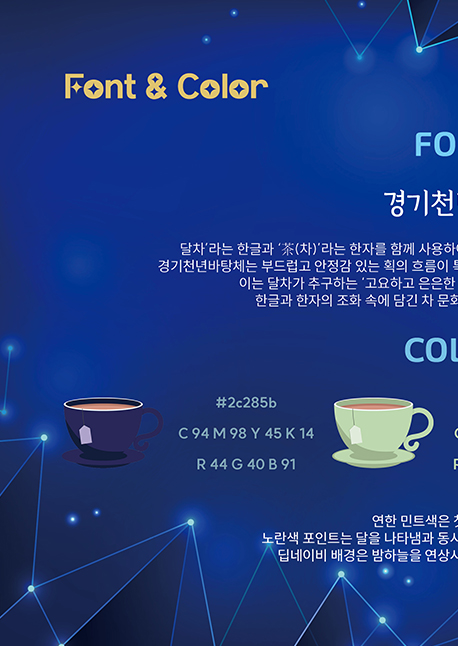 Font & Color
FO
경기천
달차'라는 한글과 '茶(차)'라는 한자를 함께 사용하
경기천년바탕체는 부드럽고 안정감 있는 획의 흐름이
이는 달차가 추구하는 '고요하고 은은한
한글과 한자의 조화 속에 담긴 차 문
COL
#2c285b
C 94 M 98 Y 45 K 14
R 44 G 40 B 91
연한 민트색은
노란색 포인트는 달을 나타냄과 동시
딥네이비 배경은 밤하늘을 연상시